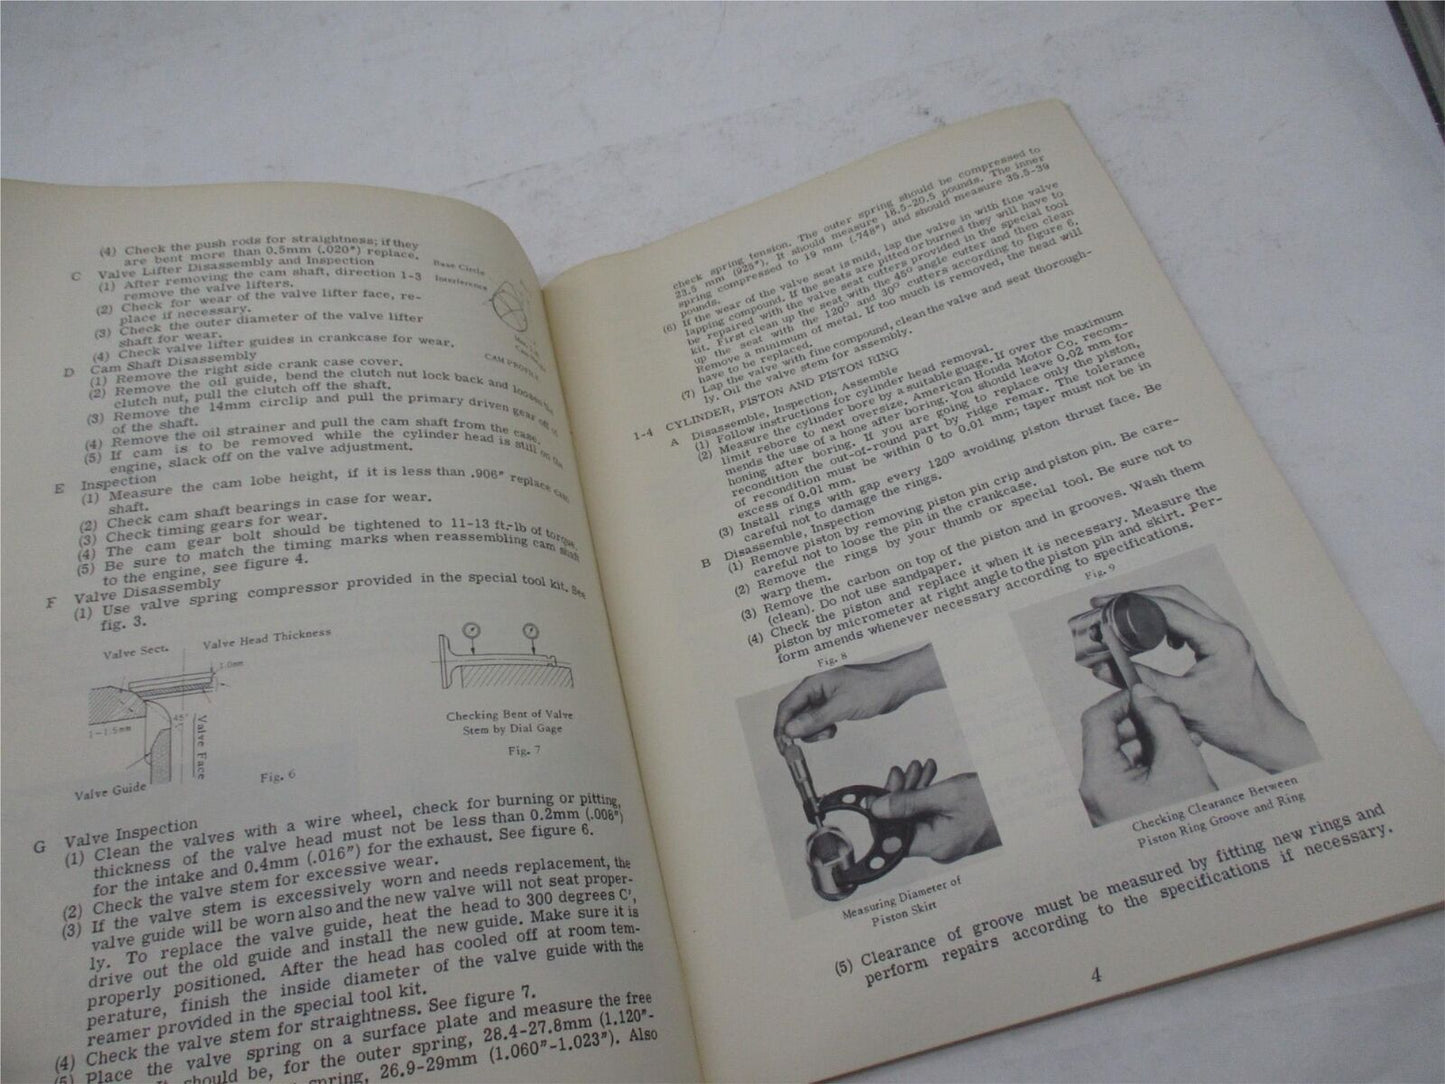 (4) Check the push rods for straightness; if they
are bent more than 0.5mm (.020") replace.
C Valve Lifter Disassembly and Inspection
(1) After removing the cam shaft, direction 1-3
remove the valve lifters.
(2) Check for wear of the valve lifter face, re-
place if necessary.
(3) Check the outer diameter of the valve lifter
shaft for wear.
(4) Check valve lifter guides in crankcase for wear.
Base Circle
Interference
CAM PROFILE
D Cam Shaft Disassembly
(1) Remove the right side crank case cover.
(2) Remove the oil guide, bend the clutch nut lock back and loosen the
clutch nut, pull the clutch off the shaft.
(3) Remove the 14mm circlip and pull the primary driven gear off
of the shaft.
(4) Remove the oil strainer and pull the cam shaft from the case.
(5) If cam is to be removed while the cylinder head is still on the
engine, slack off on the valve adjustment.
E Inspection
(1) Measure the cam lobe height, if it is less than .906" replace cam
shaft.
(2) Check cam shaft bearings in case for wear.
(3) Check timing gears for wear.
(4) The cam gear bolt should be tightened to 11-13 ft-lb of torque.
(5) Be sure to match the timing marks when reassembling cam shaft
to the engine, see figure 4.
F Valve Disassembly
(1) Use valve spring compressor provided in the special tool kit. See
fig. 3.
Valve Sect.
Valve Head Thickness
1.0mm
45°
1-1.5mm
Valve Face
Valve Guide
Fig. 6
Checking Bent of Valve
Stem by Dial Gage
Fig. 7
G Valve Inspection
(1) Clean the valves with a wire wheel, check for burning or pitting,
thickness of the valve head must not be less than 0.2mm (.008")
for the intake and 0.4mm (.016") for the exhaust. See figure 6.
(2) Check the valve stem for excessive wear.
(3) If the valve stem is excessively worn and needs replacement, the
valve guide will be worn also and the new valve will not seat proper-
ly. To replace the valve guide, heat the head to 300 degrees C',
drive out the old guide and install the new guide. Make sure it is
properly positioned. After the head has cooled off at room tem-
perature, finish the inside diameter of the valve guide with the
reamer provided in the special tool kit.
(4) Check the valve stem for straightness. See figure 7.
(5) Place the valve spring on a surface plate and measure the free
should be, for the outer spring, 28.4-27.8mm (1.120"-
spring, 26.9-29mm (1.060"-1.023"). Also
check spring tension. The outer spring should be compressed to
23.5 mm (925"). It should measure 18.5-20.5 pounds. The inner
spring compressed to 19 mm (.748") and should measure 35.5-39
pounds.
(6) If the wear of the valve seat is mild, lap the valve in with fine valve
lapping compound. If the seats are pitted or burned they will have to
be repaired with the valve seat cutters provided in the special tool
kit. First clean up the seat with the 45° angle cutter and then clean
up the seat with the 120° and 30° cutters according to figure 6.
Remove a minimum of metal. If too much is removed, the head will
have to be replaced.
(7) Lap the valve with fine compound, clean the valve and seat thorough-
ly. Oil the valve stem for assembly.
1-4 CYLINDER, PISTON AND PISTON RING
A Disassemble, Inspection, Assemble
(1) Follow instructions for cylinder head removal.
(2) Measure the cylinder bore by a suitable guage. If over the maximum
limit rebore to next oversize. American Honda Motor Co. recom-
mends the use of a hone after boring. You should leave 0.02 mm for
honing after boring. If you are going to replace only the piston,
recondition the out-of-round part by ridge remar. The tolerance
of recondition must be within 0 to 0.01 mm; taper must not be in
excess of 0.01 mm.
(3) Install rings with gap every 120° avoiding piston thrust face. Be
careful not to damage the rings.
B Disassemble, Inspection
(1) Remove piston by removing piston pin crip and piston pin. Be care-
careful not to loose the pin in the crankcase.
(2) Remove the rings by your thumb or special tool. Be sure not to
warp them.
(3) Remove the carbon on top of the piston and in grooves. Wash them
(clean). Do not use sandpaper.
(4) Check the piston and replace it when it is necessary. Measure the
piston by micrometer at right angle to the piston pin and skirt. Per-
form amends whenever necessary according to specifications.
Fig. 8
Fig. 9
Measuring Diameter of
Piston Skirt
Checking Clearance Between
Piston Ring Groove and Ring
(5) Clearance of groove must be measured by fitting new rings and
perform repairs according to the specifications if necessary.
4